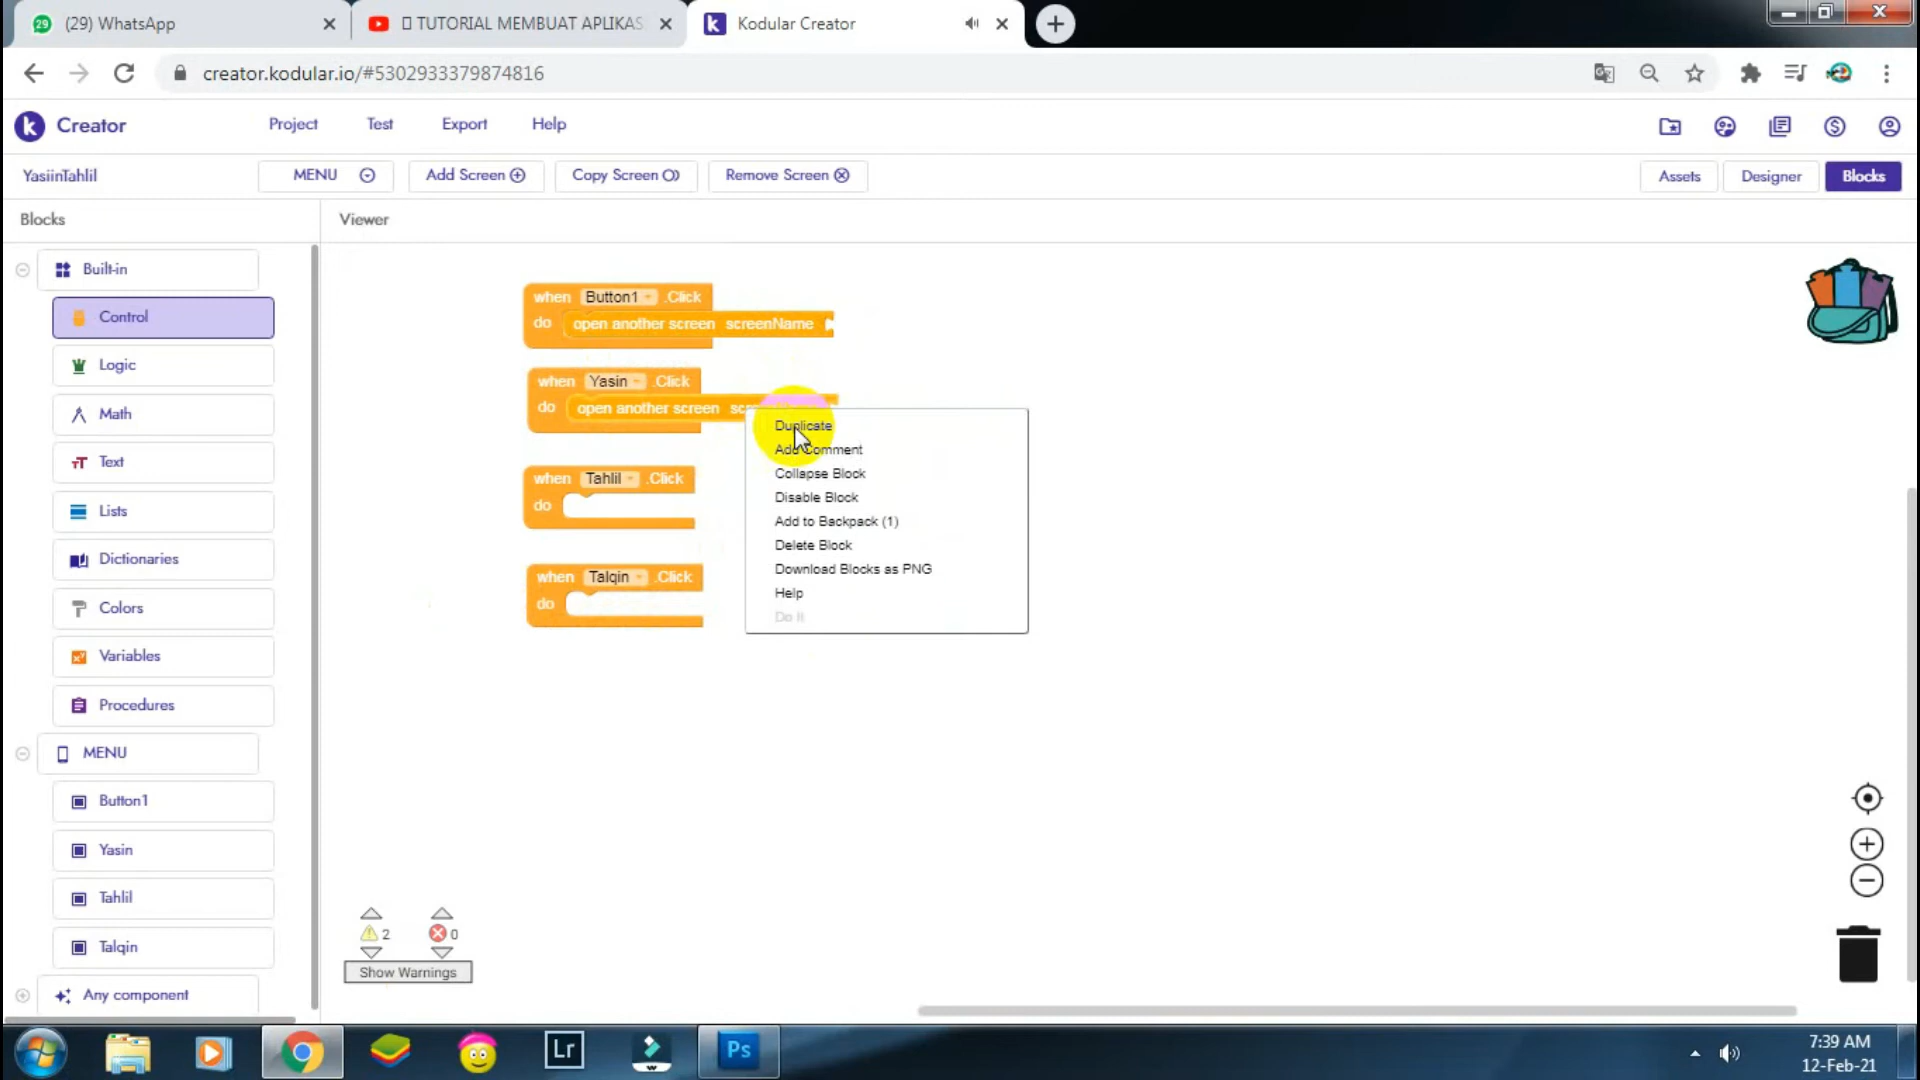 29 (29) WhatsApp
TUTORIAL MEMBUAT APLIKAS
Kodular Creator
creator.kodular.io/#5302933379874816
Creator
Project
Test
Export
Help
YasiinTahlil
MENU
Add Screen
Copy Screen
Remove Screen
Assets
Designer
Blocks
Blocks
Viewer
Built-in
Control
Logic
Math
Text
Lists
Dictionaries
Colors
Variables
Procedures
MENU
Button1
Yasin
Tahlil
Talqin
Any component
when Button1 .Click
do open another screen screenName
when Yasin .Click
do open another screen
when Tahlil .Click
do
when Talqin .Click
do
Duplicate
Add Comment
Collapse Block
Disable Block
Add to Backpack (1)
Delete Block
Download Blocks as PNG
Help
Do It
2
0
Show Warnings
Lr
Ps
7:39 AM
12-Feb-21